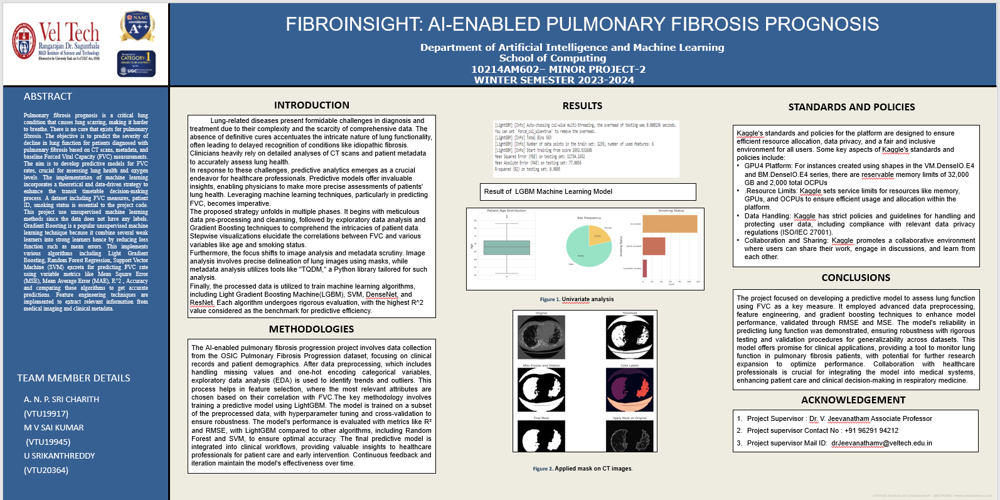 Vel Tech
Rangarajan Dr. Sagunthala
R&D Institute of Science and Technology
(Deemed to be University Estd. u/s 3 of UGC Act, 1956)
NAAC
A++
CATEGORY-1
UGC
FIBROINSIGHT: AI-ENABLED PULMONARY FIBROSIS PROGNOSIS
Department of Artificial Intelligence and Machine Learning
School of Computing
10214AM602– MINOR PROJECT-2
WINTER SEMESTER 2023-2024
ABSTRACT
Pulmonary fibrosis prognosis is a critical lung
condition that causes lung scarring, making it harder
to breathe. There is no cure that exists for pulmonary
fibrosis. The objective is to predict the severity of
decline in lung function for patients diagnosed with
pulmonary fibrosis based on CT scans, metadata, and
baseline Forced Vital Capacity (FVC) measurements.
The aim is to develop predictive models for FVC
rates, crucial for assessing lung health and oxygen
levels. The implementation of machine learning
incorporates a theoretical and data-driven strategy to
enhance the transit timetable decision-making
process. A dataset including FVC measures, patient
ID, smoking status is essential to the project code.
This project use unsupervised machine learning
methods since the data does not have any labels.
Gradient Boosting is a popular unsupervised machine
learning technique because it combine several weak
learners into strong learners hence by reducing loss
function such as mean errors. This implements
various algorithms including Light Gradient
Boosting, Random Forest Regression, Support Vector
Machine (SVM) excreta for predicting FVC rate
using variable metrics like Mean Square Error
(MSE), Mean Average Error (MAE), R^2 , Accuracy
and comparing these algorithms to get accurate
predictions. Feature engineering techniques are
implemented to extract relevant information from
medical imaging and clinical metadata.
TEAM MEMBER DETAILS
A. N. P. SRI CHARITH
(VTU19917)
M V SAI KUMAR
(VTU19945)
U SRIKANTHREDDY
(VTU20364)
INTRODUCTION
Lung-related diseases present formidable challenges in diagnosis and
treatment due to their complexity and the scarcity of comprehensive data. The
absence of definitive cures accentuates the intricate nature of lung functionality,
often leading to delayed recognition of conditions like idiopathic fibrosis.
Clinicians heavily rely on detailed analyses of CT scans and patient metadata
to accurately assess lung health.
In response to these challenges, predictive analytics emerges as a crucial
endeavor for healthcare professionals. Predictive models offer invaluable
insights, enabling physicians to make more precise assessments of patients'
lung health. Leveraging machine learning techniques, particularly in predicting
FVC, becomes imperative.
The proposed strategy unfolds in multiple phases. It begins with meticulous
data pre-processing and cleansing, followed by exploratory data analysis and
Gradient Boosting techniques to comprehend the intricacies of patient data.
Stepwise visualizations elucidate the correlations between FVC and various
variables like age and smoking status.
Furthermore, the focus shifts to image analysis and metadata scrutiny. Image
analysis involves precise delineation of lung images using masks, while
metadata analysis utilizes tools like "TQDM," a Python library tailored for such
analysis.
Finally, the processed data is utilized to train machine learning algorithms,
including Light Gradient Boosting Machine(LGBM), SVM, DenseNet, and
ResNet. Each algorithm undergoes rigorous evaluation, with the highest R^2
value considered as the benchmark for predictive efficiency.
METHODOLOGIES
The AI-enabled pulmonary fibrosis progression project involves data collection
from the OSIC Pulmonary Fibrosis Progression dataset, focusing on clinical
records and patient demographics. After data preprocessing, which includes
handling missing values and one-hot encoding categorical variables,
exploratory data analysis (EDA) is used to identify trends and outliers. This
process helps in feature selection, where the most relevant attributes are
chosen based on their correlation with FVC.The key methodology involves
training a predictive model using LightGBM. The model is trained on a subset
of the preprocessed data, with hyperparameter tuning and cross-validation to
ensure robustness. The model's performance is evaluated with metrics like R²
and RMSE, with LightGBM compared to other algorithms, including Random
Forest and SVM, to ensure optimal accuracy. The final predictive model is
integrated into clinical workflows, providing valuable insights to healthcare
professionals for patient care and early intervention. Continuous feedback and
iteration maintain the model's effectiveness over time.
RESULTS
[LightGBM] [Info] Auto-choosing col-wise multi-threading, the overhead of testing was 0.000136 seconds.
You can set `force_col_wise=true` to remove the overhead.
[LightGBM] [Info] Total Bins 563
[LightGBM] [Info] Number of data points in the train set: 1239, number of used features: 6
[LightGBM] [Info] Start training from score 2692.532688
Mean Squared Error (MSE) on testing set: 11734.1652
Mean Absolute Error (MAE) on testing set: 77.0056
R-squared (R2) on testing set: 0.9805
Result of LGBM Machine Learning Model
Patient Age Distribution
Age
Sex Frequency
Female
Male
Smoking Status
Smoking Status
Ex-smoker
Never smoked
Currently smokes
count
Figure 1. Univariate analysis
Original
Threshold
After Erosion and Dilation
Color Labels
Final Mask
Apply Mask on Original
Figure 2. Applied mask on CT images.
STANDARDS AND POLICIES
Kaggle's standards and policies for the platform are designed to ensure
efficient resource allocation, data privacy, and a fair and inclusive
environment for all users. Some key aspects of Kaggle's standards and
policies include:
• GPU4 Platform: For instances created using shapes in the VM.DenseIO.E4
and BM.DenseIO.E4 series, there are reservable memory limits of 32,000
GB and 2,000 total OCPUs
• .Resource Limits: Kaggle sets service limits for resources like memory,
GPUs, and OCPUs to ensure efficient usage and allocation within the
platform.
• Data Handling: Kaggle has strict policies and guidelines for handling and
protecting user data, including compliance with relevant data privacy
regulations (ISO/IEC 27001).
• Collaboration and Sharing: Kaggle promotes a collaborative environment
where users can share their work, engage in discussions, and learn from
each other.
CONCLUSIONS
The project focused on developing a predictive model to assess lung function
using FVC as a key measure. It employed advanced data preprocessing,
feature engineering, and gradient boosting techniques to enhance model
performance, validated through RMSE and MSE. The model's reliability in
predicting lung function was demonstrated, ensuring robustness with rigorous
testing and validation procedures for generalizability across datasets. This
model offers promise for clinical applications, providing a tool to monitor lung
function in pulmonary fibrosis patients, with potential for further research
expansion to optimize performance. Collaboration with healthcare
professionals is crucial for integrating the model into medical systems,
enhancing patient care and clinical decision-making in respiratory medicine.
ACKNOWLEDGEMENT
1. Project Supervisor : Dr. V. Jeevanatham Associate Professor
2. Project supervisor Contact No : +91 96291 94212
3. Project supervisor Mail ID: drJeevanathamv@veltech.edu.in